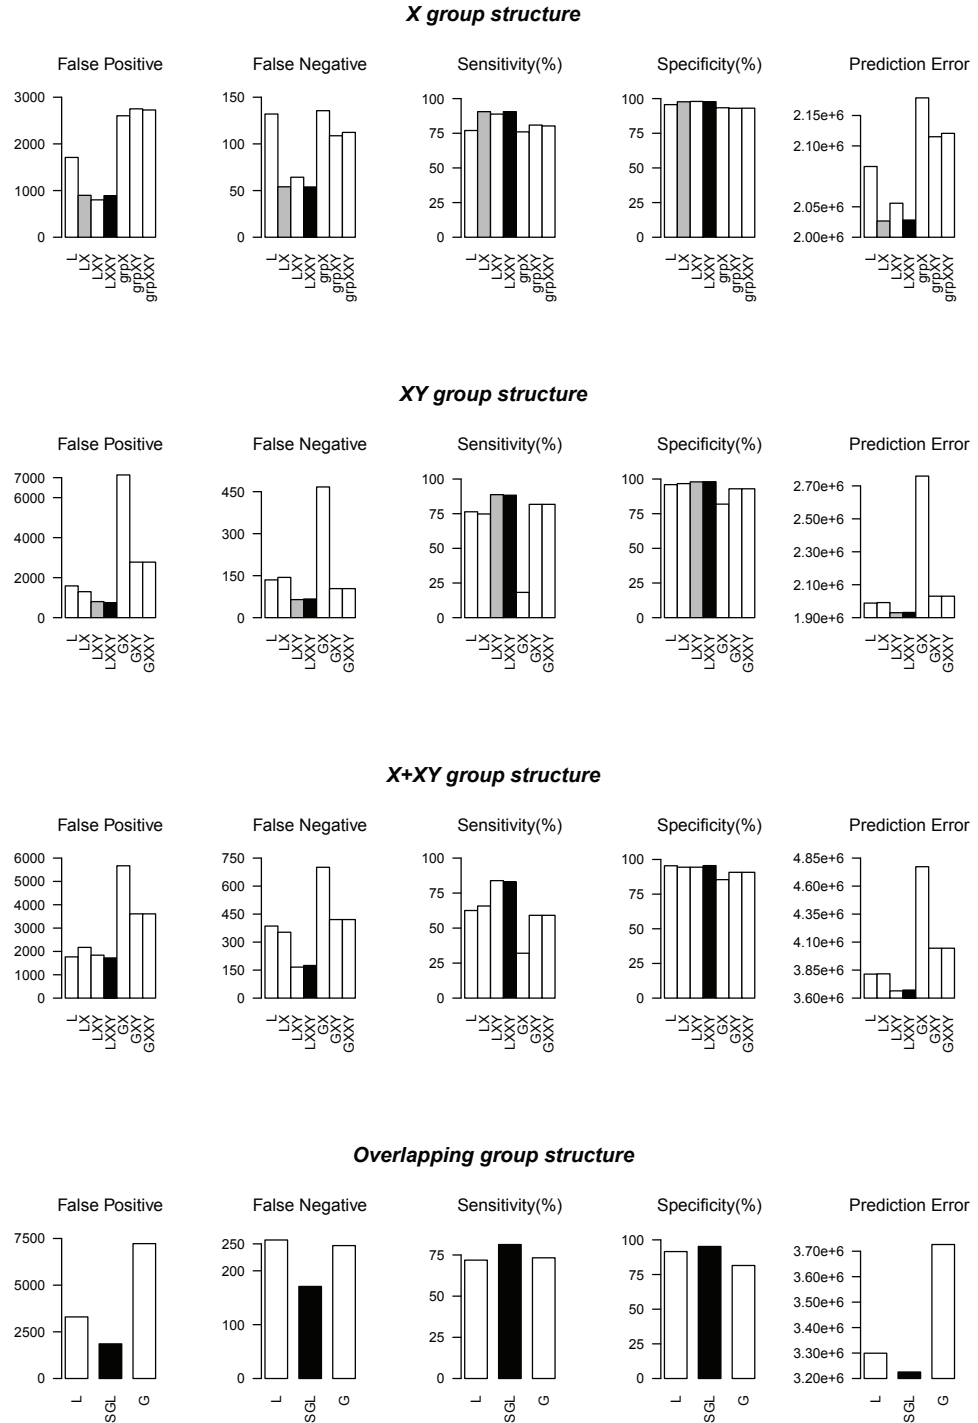 X group structure
False Positive False Negative Sensitivity(%) Specificity(%) Prediction Error
3000
2000
1000
0
150
100
50
0
100
75
50
25
0
100
75
50
25
0
2.15e+6
2.10e+6
2.05e+6
2.00e+6
L LX LXY LXXY grpX grpXY grpXXY
L LX LXY LXXY grpX grpXY grpXXY
L LX LXY LXXY grpX grpXY grpXXY
L LX LXY LXXY grpX grpXY grpXXY
L LX LXY LXXY grpX grpXY grpXXY
XY group structure
False Positive False Negative Sensitivity(%) Specificity(%) Prediction Error
7000
6000
4000
2000
0
450
300
150
0
100
75
50
25
0
100
75
50
25
0
2.70e+6
2.50e+6
2.30e+6
2.10e+6
1.90e+6
L LX LXY LXXY GX GXY GXXY
L LX LXY LXXY GX GXY GXXY
L LX LXY LXXY GX GXY GXXY
L LX LXY LXXY GX GXY GXXY
L LX LXY LXXY GX GXY GXXY
X+XY group structure
False Positive False Negative Sensitivity(%) Specificity(%) Prediction Error
6000
5000
4000
3000
2000
1000
0
750
600
450
300
150
0
100
75
50
25
0
100
75
50
25
0
4.85e+6
4.60e+6
4.35e+6
4.10e+6
3.85e+6
3.60e+6
L LX LXY LXXY GX GXY GXXY
L LX LXY LXXY GX GXY GXXY
L LX LXY LXXY GX GXY GXXY
L LX LXY LXXY GX GXY GXXY
L LX LXY LXXY GX GXY GXXY
Overlapping group structure
False Positive False Negative Sensitivity(%) Specificity(%) Prediction Error
7500
5000
2500
0
250
200
100
0
75
50
25
0
100
75
50
25
0
3.70e+6
3.60e+6
3.50e+6
3.40e+6
3.30e+6
3.20e+6
L SGL G
L SGL G
L SGL G
L SGL G
L SGL G